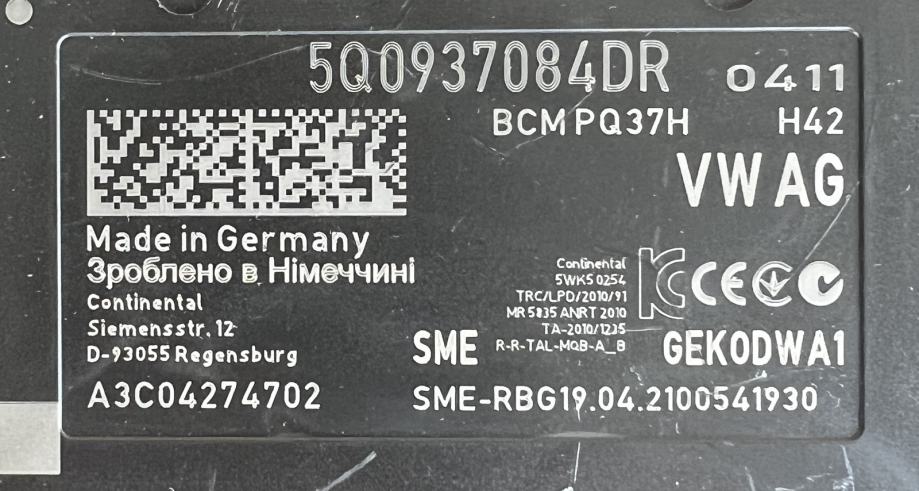 5Q0937084DR 0411
BCM PQ37H H42
VW AG
Made in Germany
Зроблено в Німеччині
Continental
Siemensstr. 12
D-93055 Regensburg
A3C04274702
Continental
5WK5 0254
TRC/LPD/2010/91
MR 5835 ANRT 2010
TA-2010/1235
R-R-TAL-MQB-A_B
CE
SME
GEKODWA1
SME-RBG19.04.2100541930